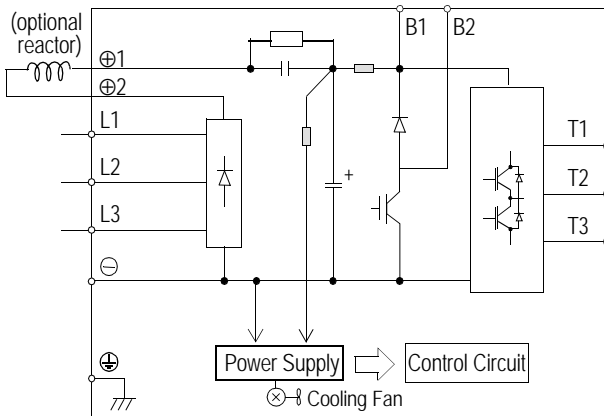 (optional
reactor)
⊕1
⊕2
B1 B2
L1
L2
L3
T1
T2
T3
+
⊖
Power Supply
Control Circuit
Cooling Fan